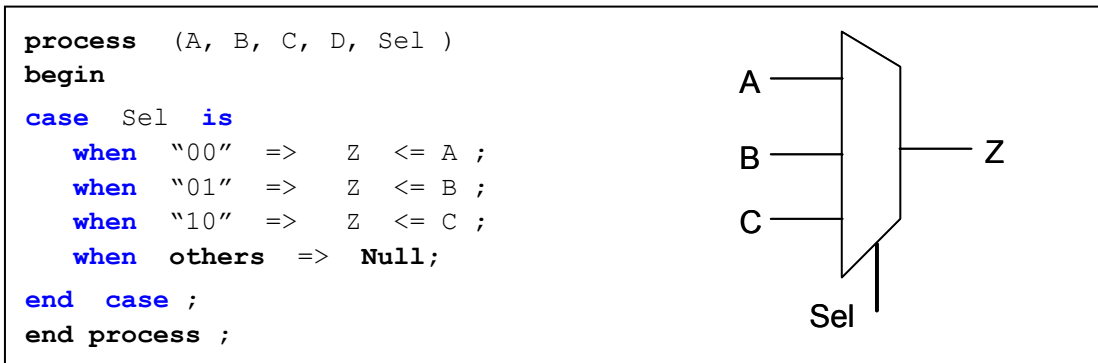 process (A, B, C, D, Sel )
begin
case Sel is
when “00” => Z <= A ;
when “01” => Z <= B ;
when “10” => Z <= C ;
when others => Null;
end case ;
end process ;
A
B
Z
C
Sel